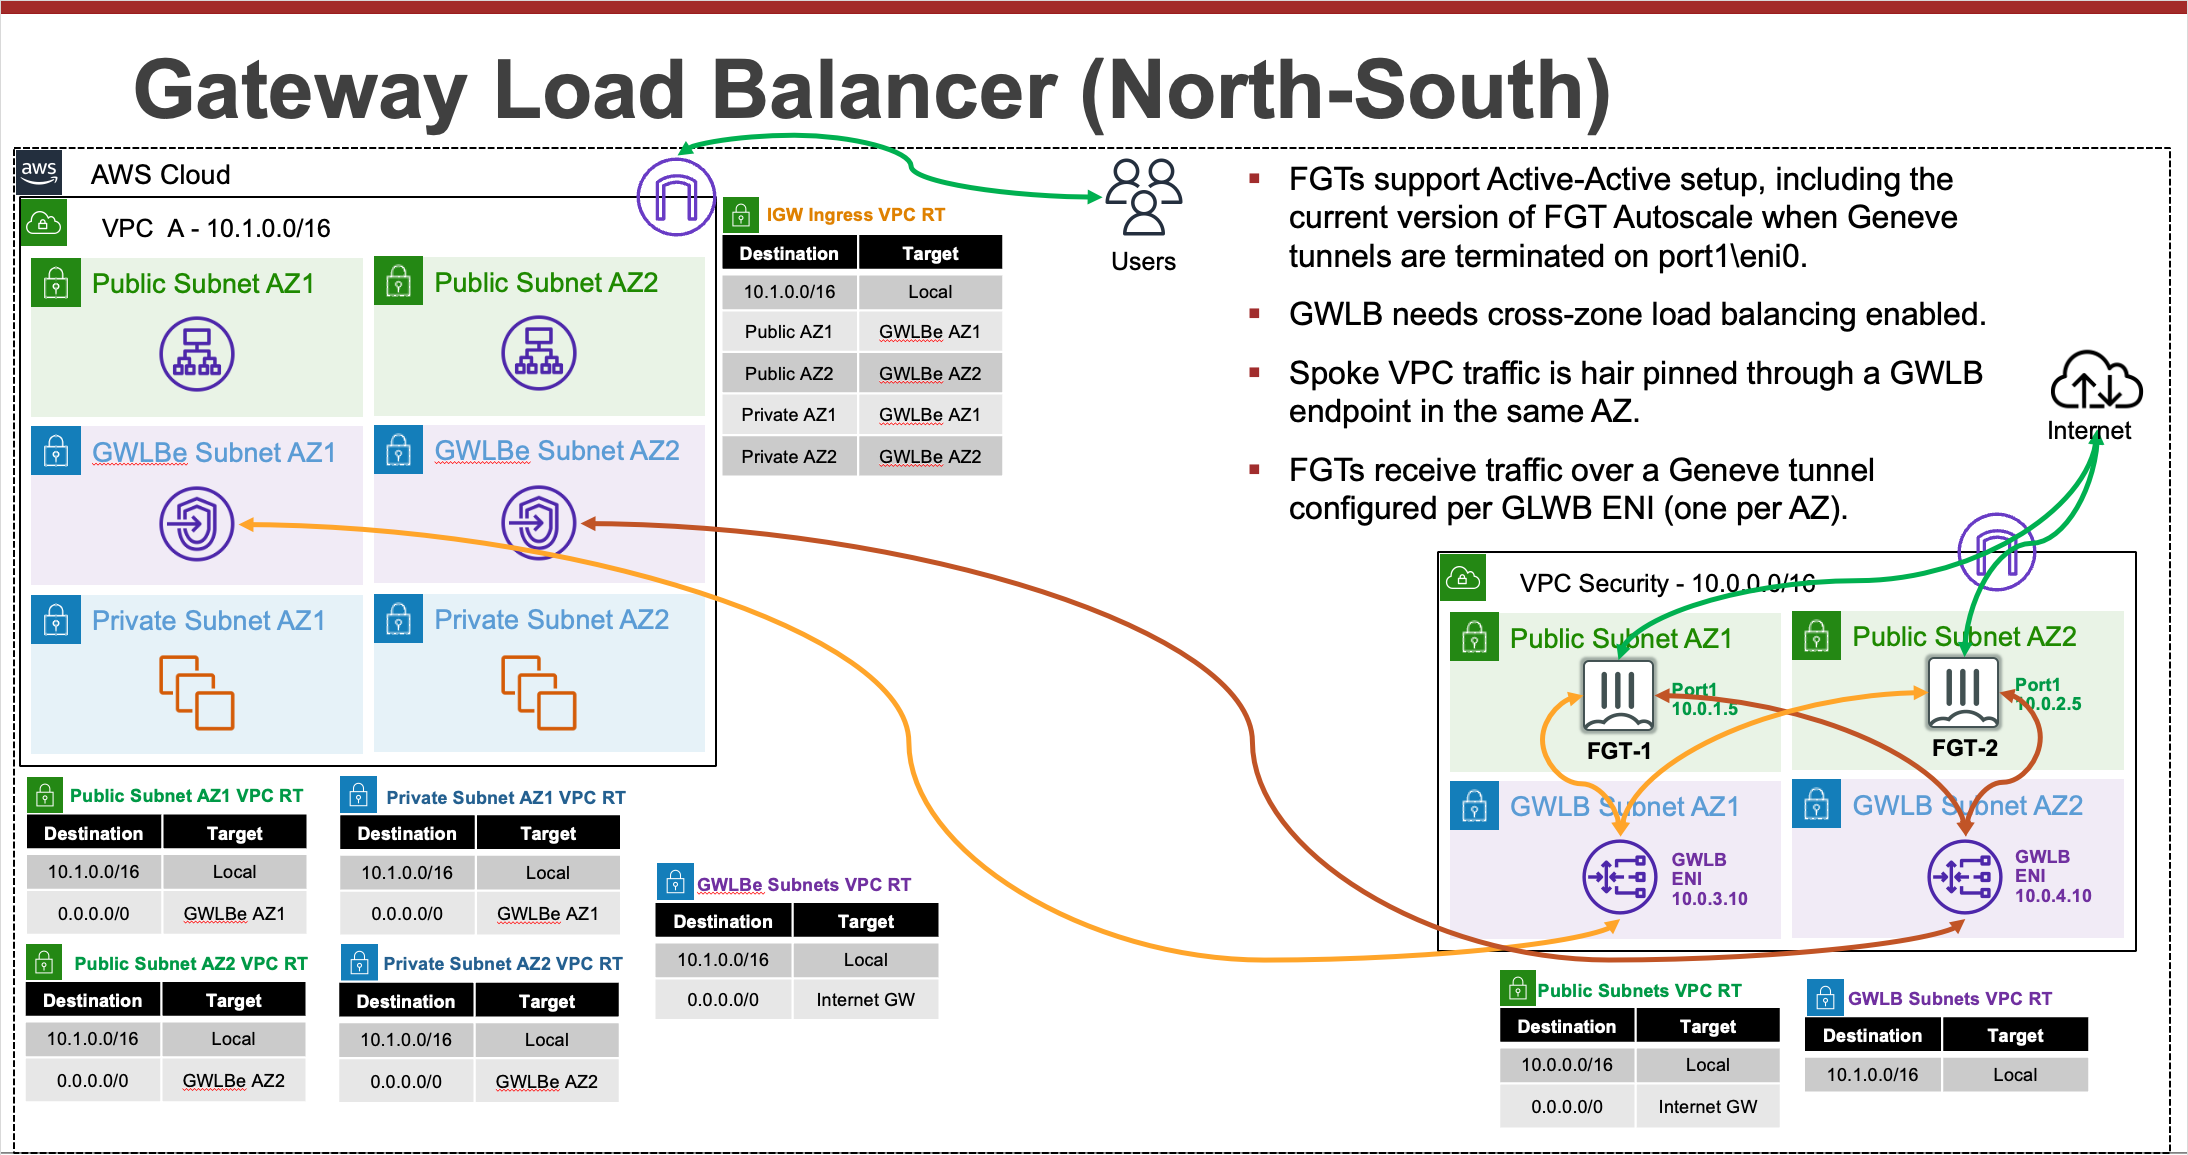 Gateway Load Balancer (North-South)
aws
AWS Cloud
VPC A - 10.1.0.0/16
Public Subnet AZ1
Public Subnet AZ2
GWLBe Subnet AZ1
GWLBe Subnet AZ2
Private Subnet AZ1
Private Subnet AZ2
IGW Ingress VPC RT
Destination Target
10.1.0.0/16 Local
Public AZ1 GWLBe AZ1
Public AZ2 GWLBe AZ2
Private AZ1 GWLBe AZ1
Private AZ2 GWLBe AZ2
Users
▪ FGTs support Active-Active setup, including the
current version of FGT Autoscale when Geneve
tunnels are terminated on port1\eni0.
▪ GWLB needs cross-zone load balancing enabled.
▪ Spoke VPC traffic is hair pinned through a GWLB
endpoint in the same AZ.
▪ FGTs receive traffic over a Geneve tunnel
configured per GLWB ENI (one per AZ).
Internet
VPC Security - 10.0.0.0/16
Public Subnet AZ1
Public Subnet AZ2
Port1
10.0.1.5
FGT-1
Port1
10.0.2.5
FGT-2
GWLB Subnet AZ1
GWLB Subnet AZ2
GWLB
ENI
10.0.3.10
GWLB
ENI
10.0.4.10
Public Subnet AZ1 VPC RT
Destination Target
10.1.0.0/16 Local
0.0.0.0/0 GWLBe AZ1
Private Subnet AZ1 VPC RT
Destination Target
10.1.0.0/16 Local
0.0.0.0/0 GWLBe AZ1
Public Subnet AZ2 VPC RT
Destination Target
10.1.0.0/16 Local
0.0.0.0/0 GWLBe AZ2
Private Subnet AZ2 VPC RT
Destination Target
10.1.0.0/16 Local
0.0.0.0/0 GWLBe AZ2
GWLBe Subnets VPC RT
Destination Target
10.1.0.0/16 Local
0.0.0.0/0 Internet GW
Public Subnets VPC RT
Destination Target
10.0.0.0/16 Local
0.0.0.0/0 Internet GW
GWLB Subnets VPC RT
Destination Target
10.1.0.0/16 Local